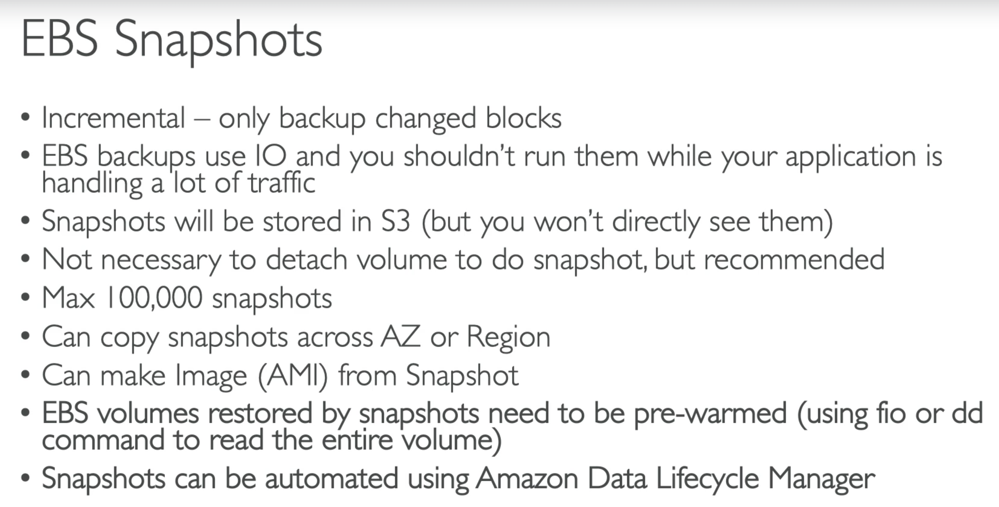 EBS Snapshots
• Incremental – only backup changed blocks
• EBS backups use IO and you shouldn’t run them while your application is
handling a lot of traffic
• Snapshots will be stored in S3 (but you won’t directly see them)
• Not necessary to detach volume to do snapshot, but recommended
• Max 100,000 snapshots
• Can copy snapshots across AZ or Region
• Can make Image (AMI) from Snapshot
• EBS volumes restored by snapshots need to be pre-warmed (using fio or dd
command to read the entire volume)
• Snapshots can be automated using Amazon Data Lifecycle Manager